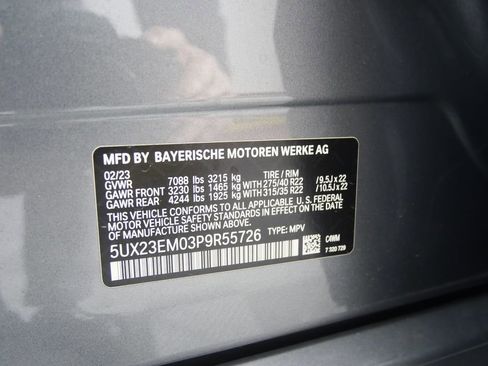 MFD BY BAYERISCHE MOTOREN WERKE AG
02/23 TIRE / RIM
GVWR 7088 lbs 3215 kg
GAWR FRONT 3230 lbs 1465 kg WITH 275/40 R22 /9.5J x 22
GAWR REAR 4244 lbs 1925 kg WITH 315/35 R22 /10.5J x 22
THIS VEHICLE CONFORMS TO ALL APPLICABLE U.S. FEDERAL
MOTOR VEHICLE SAFETY STANDARDS IN EFFECT ON THE DATE
OF MANUFACTURE SHOWN ABOVE.
5UX23EM03P9R55726 TYPE: MPV
7 320 729